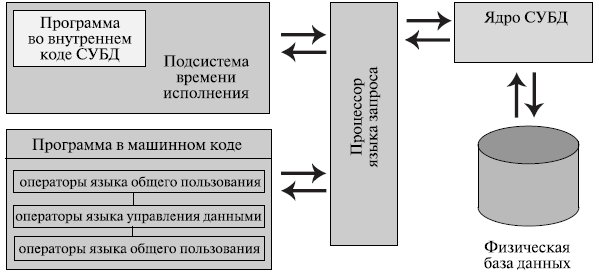 Программа
во внутреннем
коде СУБД
Подсистема
времени
исполнения
Программа в машинном коде
операторы языка общего пользования
операторы языка управления данными
операторы языка общего пользования
Процессор
языка запроса
Ядро СУБД
Физическая
база данных